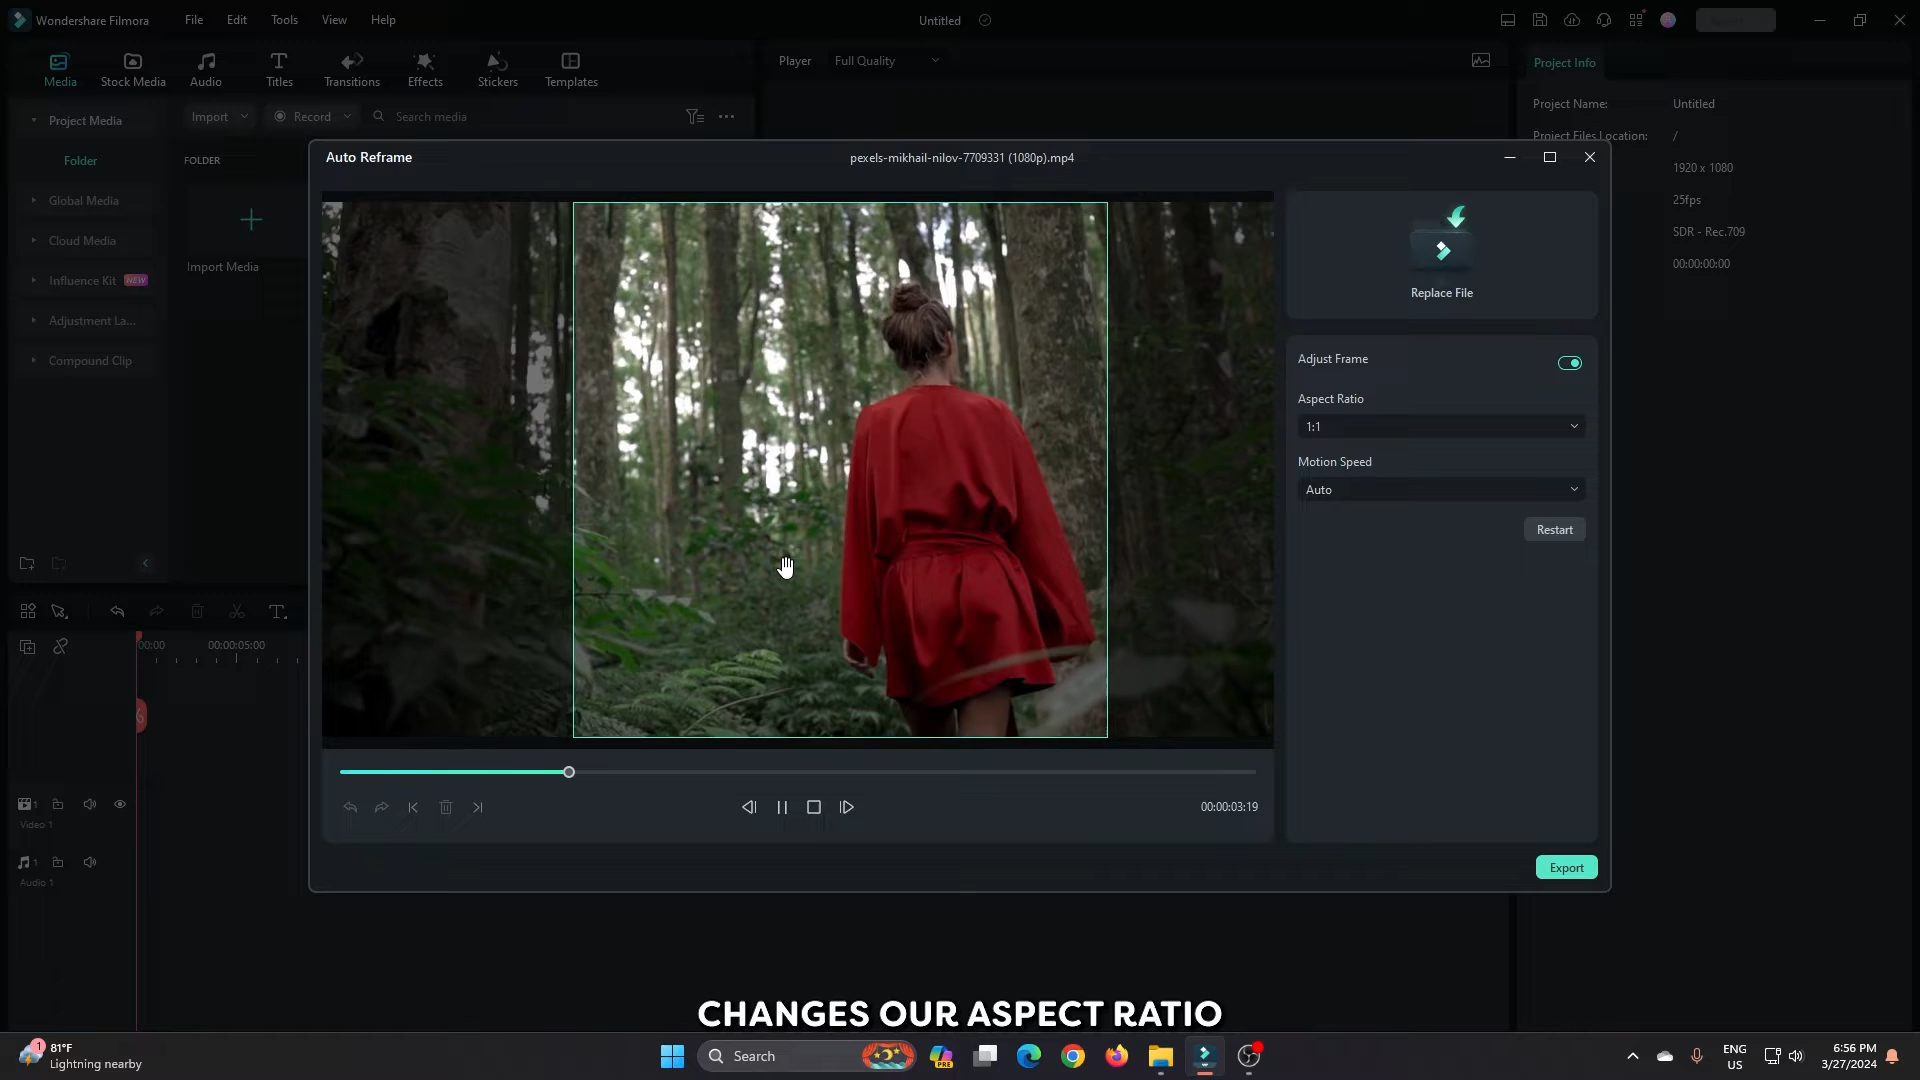 Wondershare Filmora
File
Edit
Tools
View
Help
Untitled
Media
Stock Media
Audio
Titles
Transitions
Effects
Stickers
Templates
Player
Full Quality
Project Info
Project Media
Import
Record
Search media
Project Name:
Untitled
Folder
FOLDER
Project Files Location:
/
Auto Reframe
pexels-mikhail-nilov-7709331 (1080p).mp4
1920 x 1080
Global Media
25fps
Cloud Media
SDR - Rec.709
Import Media
00:00:00:00
Influence Kit
NEW
Adjustment La...
Compound Clip
Replace File
Adjust Frame
Aspect Ratio
1:1
Motion Speed
Auto
Restart
00:00
00:00:05:00
1
Video 1
1
Audio 1
00:00:03:19
Export
CHANGES OUR ASPECT RATIO
1
81°F
Lightning nearby
Search
PRE
ENG
US
6:56 PM
3/27/2024